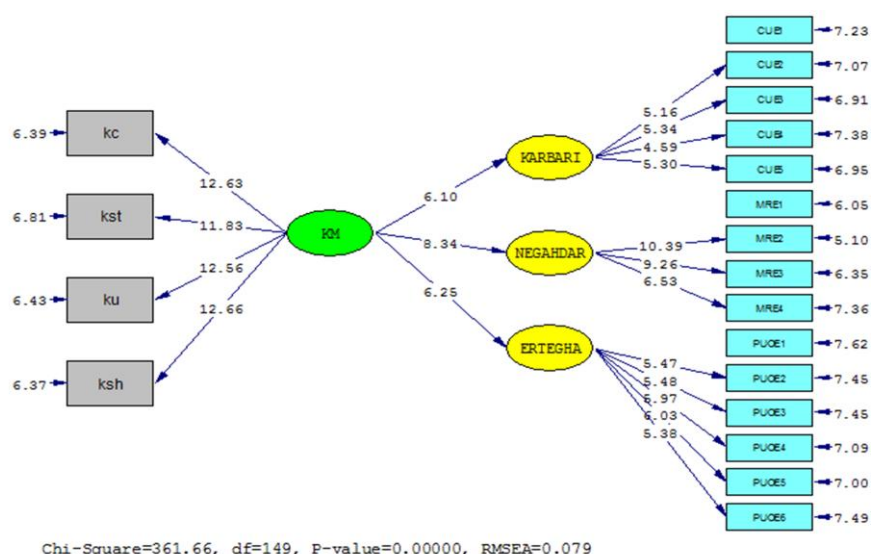 CUE1
7.23
CUE2
7.07
CUE3
6.91
CUE4
7.38
CUE5
6.95
MRE1
6.05
MRE2
5.10
MRE3
6.35
MRE4
7.36
PUOE1
7.62
PUOE2
7.45
PUOE3
7.45
PUOE4
7.09
PUOE5
7.00
PUOE6
7.49
6.39
kc
6.81
kst
6.43
ku
6.37
ksh
12.63
11.83
12.56
12.66
KM
6.10
8.34
6.25
KARBARI
NEGAHDAR
ERTEGHA
5.16
5.34
4.59
5.30
10.39
9.26
6.53
5.47
5.48
5.97
6.03
5.38
Chi-Square=361.66, df=149, P-value=0.00000, RMSEA=0.079